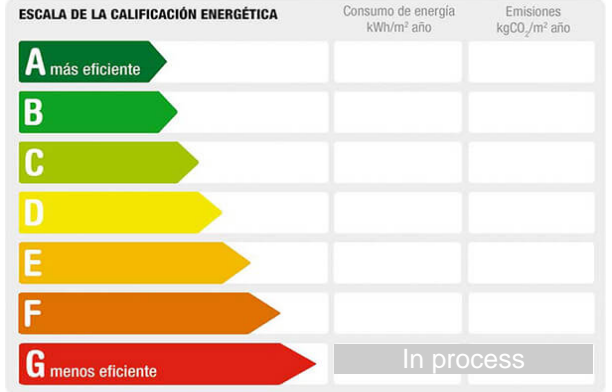 ESCALA DE LA CALIFICACIÓN ENERGÉTICA
Consumo de energía
kWh/m² año
Emisiones
kgCO₂/m² año
A más eficiente
B
C
D
E
F
G menos eficiente
In process